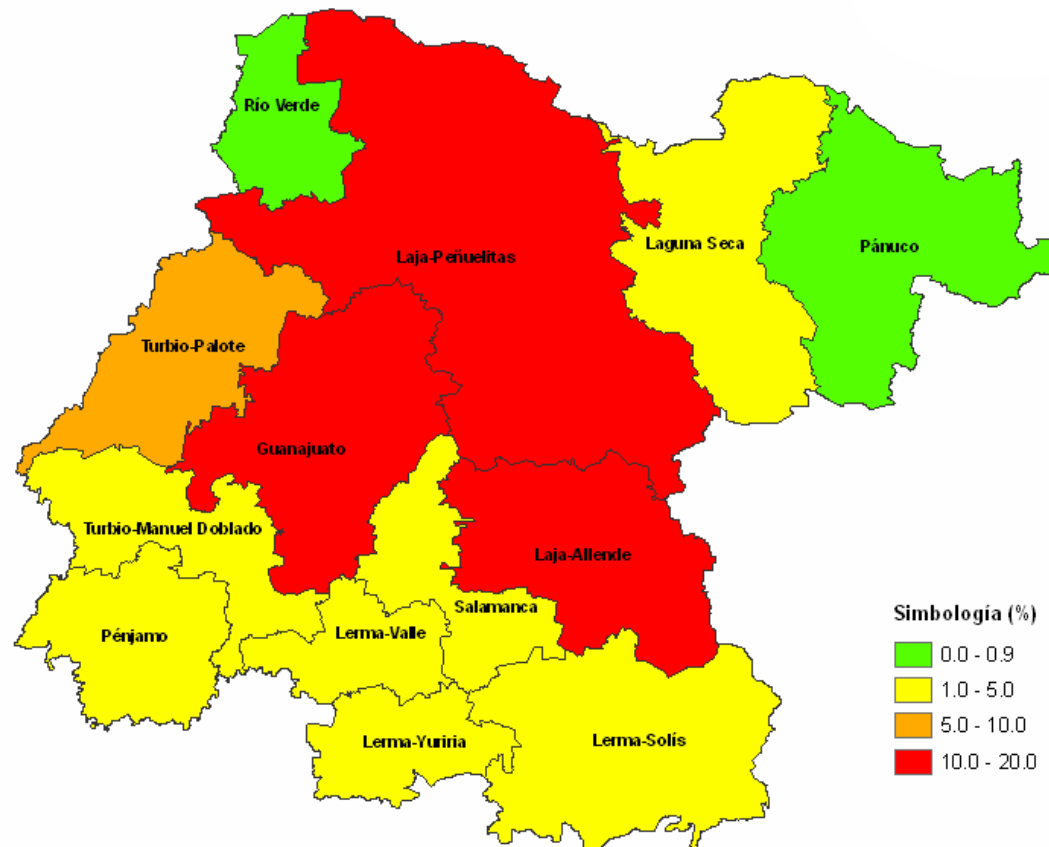 Río Verde
Laguna Seca
Pánuco
Laja-Peñuelitas
Turbio-Palote
Guanajuato
Turbio-Manuel Doblado
Laja-Allende
Salamanca
Pénjamo
Lerma-Valle
Lerma-Yuriria
Lerma-Solís
Simbología (%)
0.0 - 0.9
1.0 - 5.0
5.0 - 10.0
10.0 - 20.0